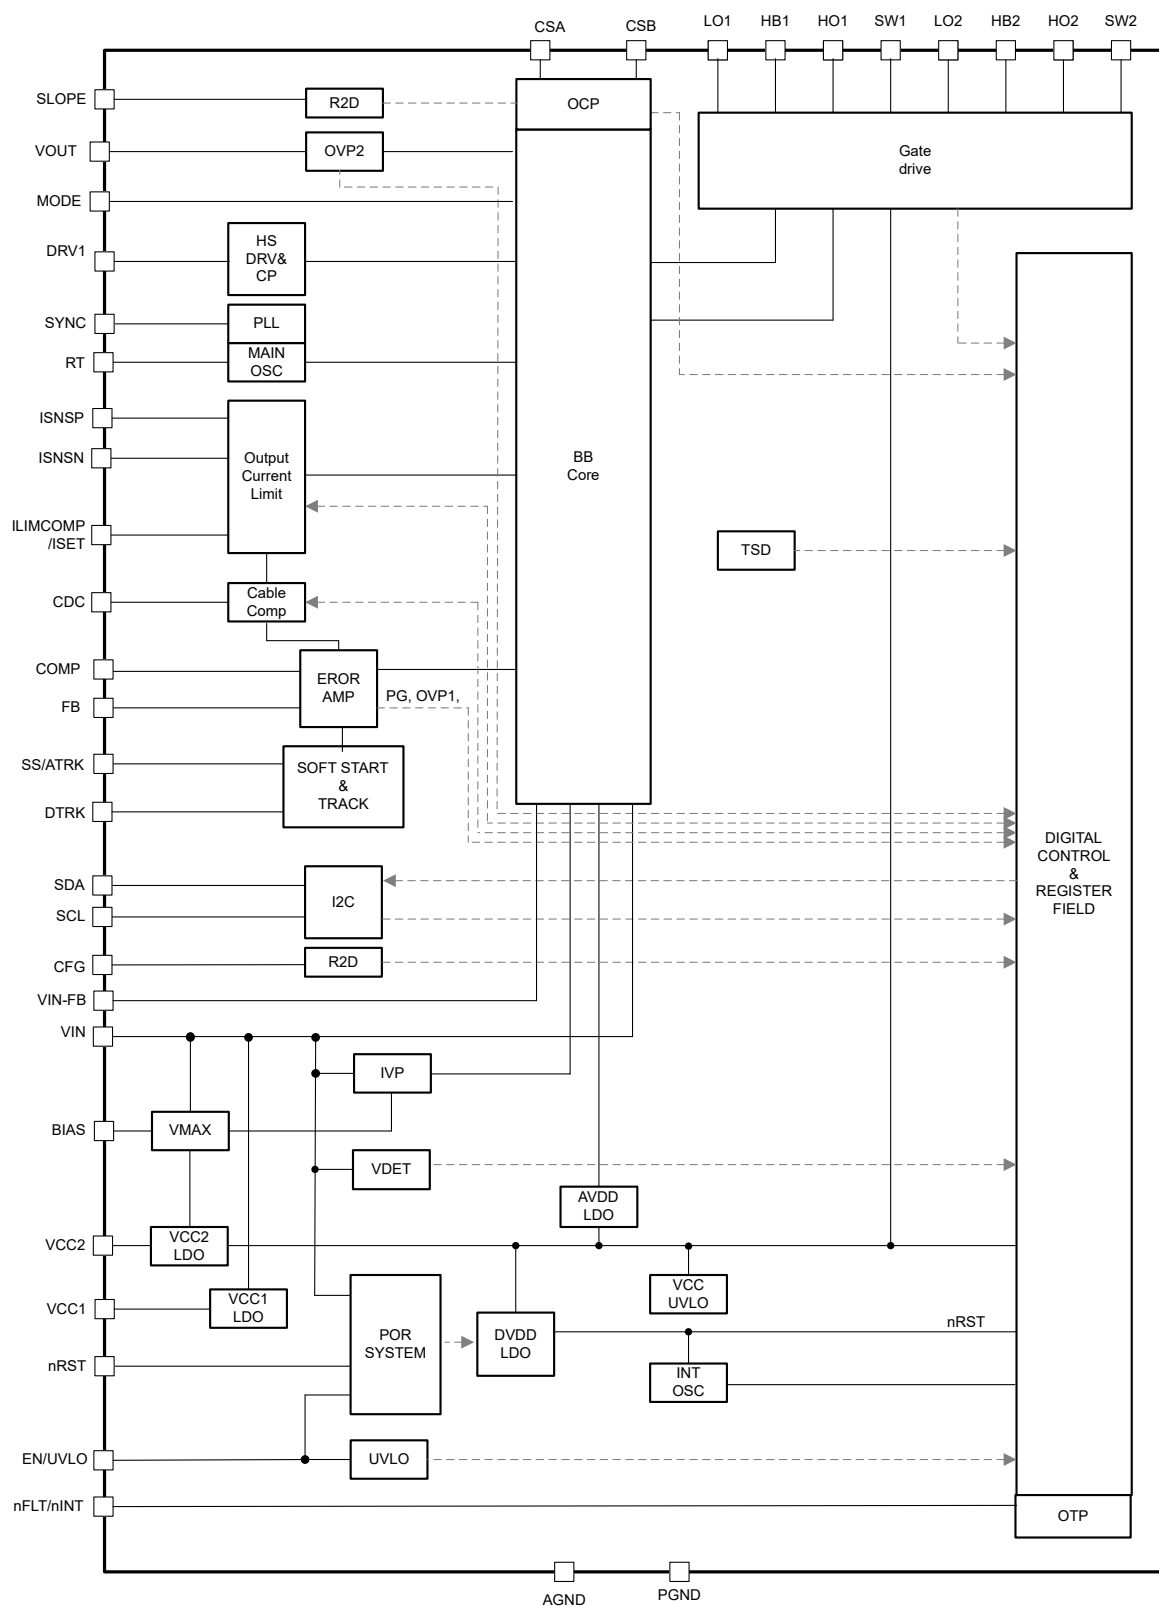 CSA
CSB
LO1
HB1
HO1
SW1
LO2
HB2
HO2
SW2
SLOPE
R2D
OCP
VOUT
OVP2
Gate
drive
MODE
DRV1
HS
DRV&
CP
SYNC
PLL
RT
MAIN
OSC
ISNSP
ISNSN
Output
Current
Limit
BB
Core
ILIMCOMP
/ISET
TSD
CDC
Cable
Comp
COMP
EROR
AMP
PG, OVP1,
FB
SS/ATRK
SOFT START
&
TRACK
DTRK
DIGITAL
CONTROL
&
REGISTER
FIELD
SDA
I2C
SCL
CFG
R2D
VIN-FB
VIN
IVP
BIAS
VMAX
VDET
AVDD
LDO
VCC2
VCC2
LDO
VCC
UVLO
VCC1
VCC1
LDO
POR
SYSTEM
DVDD
LDO
nRST
nRST
INT
OSC
EN/UVLO
UVLO
nFLT/nINT
OTP
AGND
PGND